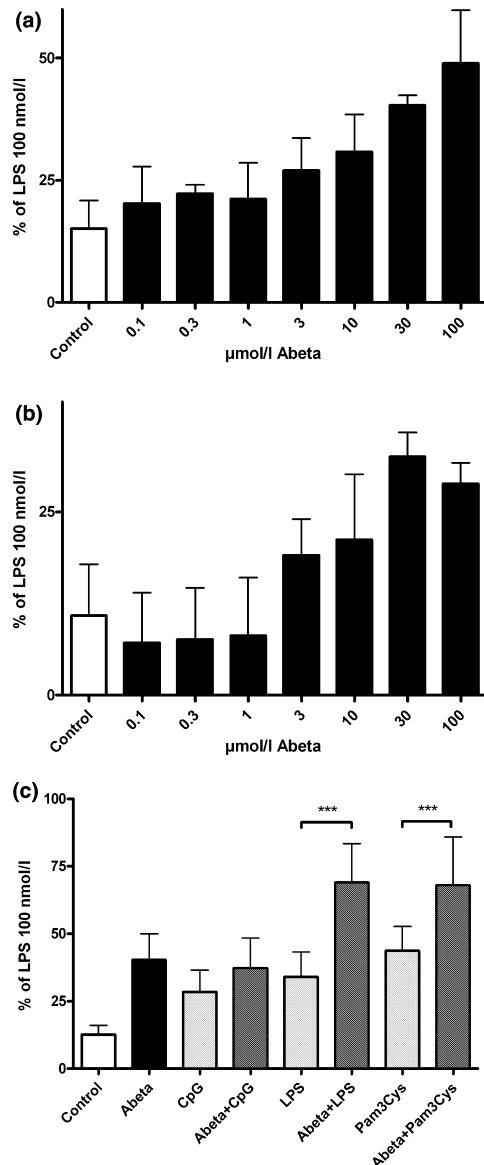 (a)
% of LPS 100 nmol/l
50
25
0
Control 0.1 0.3 1 3 10 30 100
µmol/l Abeta
(b)
% of LPS 100 nmol/l
25
0
Control 0.1 0.3 1 3 10 30 100
µmol/l Abeta
(c)
% of LPS 100 nmol/l
100
75
50
25
0
*** ***
Control Abeta CpG Abeta+CpG LPS Abeta+LPS Pam3Cys Abeta+Pam3Cys